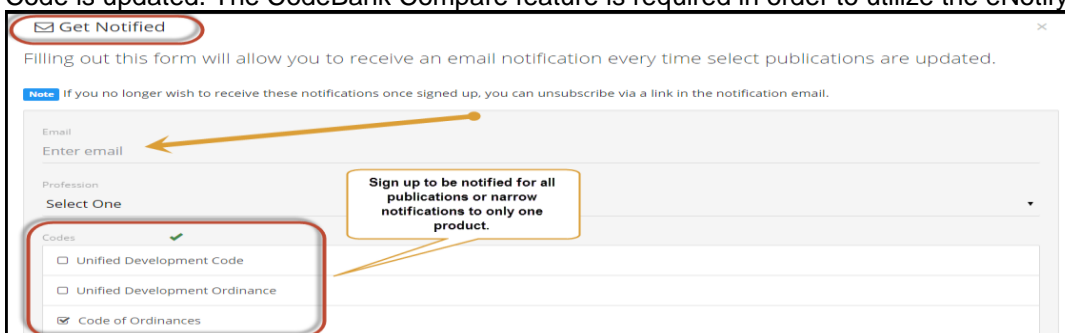 Code is updated. The CodeBank Compare feature is required in order to utilize the eNotify
Get Notified
Filling out this form will allow you to receive an email notification every time select publications are updated.
Note If you no longer wish to receive these notifications once signed up, you can unsubscribe via a link in the notification email.
Email
Enter email
Profession
Select One
Sign up to be notified for all
publications or narrow
notifications to only one
product.
Codes
Unified Development Code
Unified Development Ordinance
Code of Ordinances